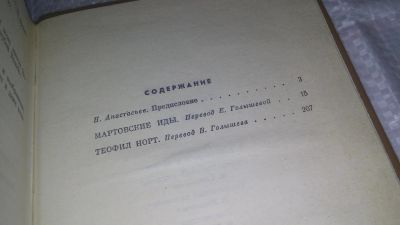 СОДЕРЖАНИЕ
Н. Анастасьев. Предисловие . . . . . . . . . . 3
МАРТОВСКИЕ ИДЫ. Перевод Е. Голышевой . . . 15
ТЕОФИЛ НОРТ. Перевод В. Голышева . . . . . . 207